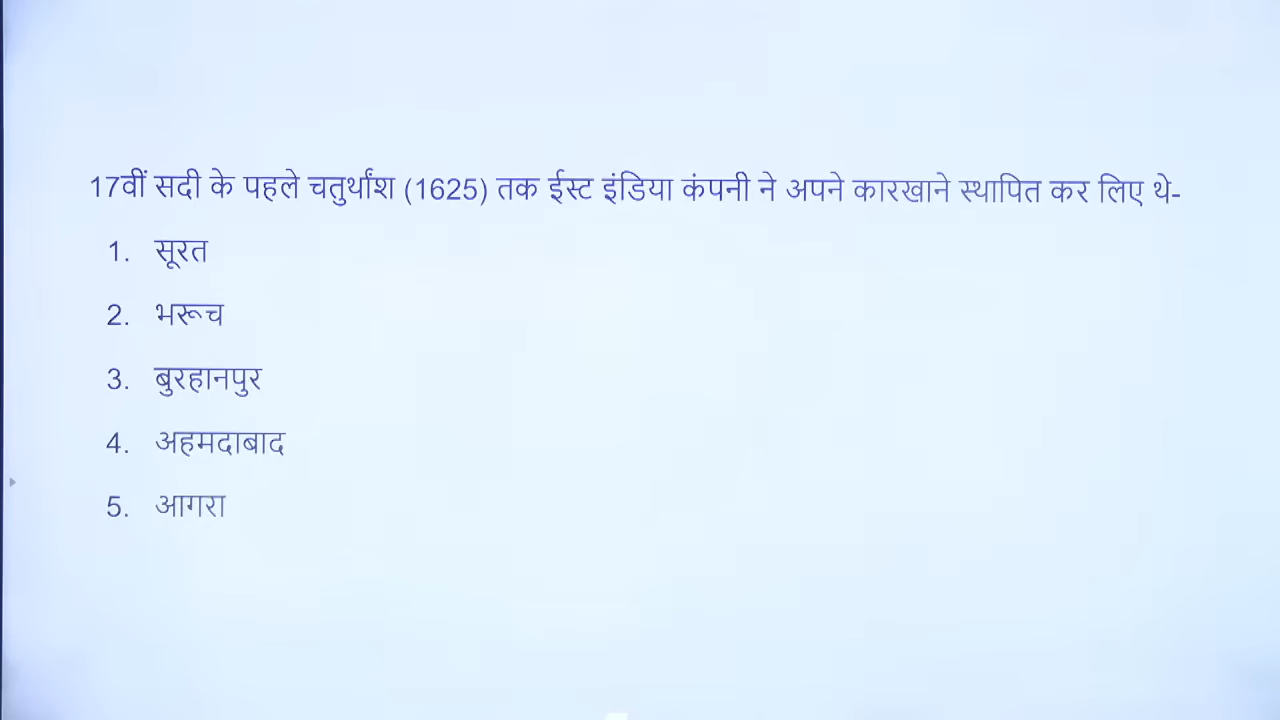 17वीं सदी के पहले चतुर्थांश (1625) तक ईस्ट इंडिया कंपनी ने अपने कारखाने स्थापित कर लिए थे-
1. सूरत
2. भरूच
3. बुरहानपुर
4. अहमदाबाद
5. आगरा